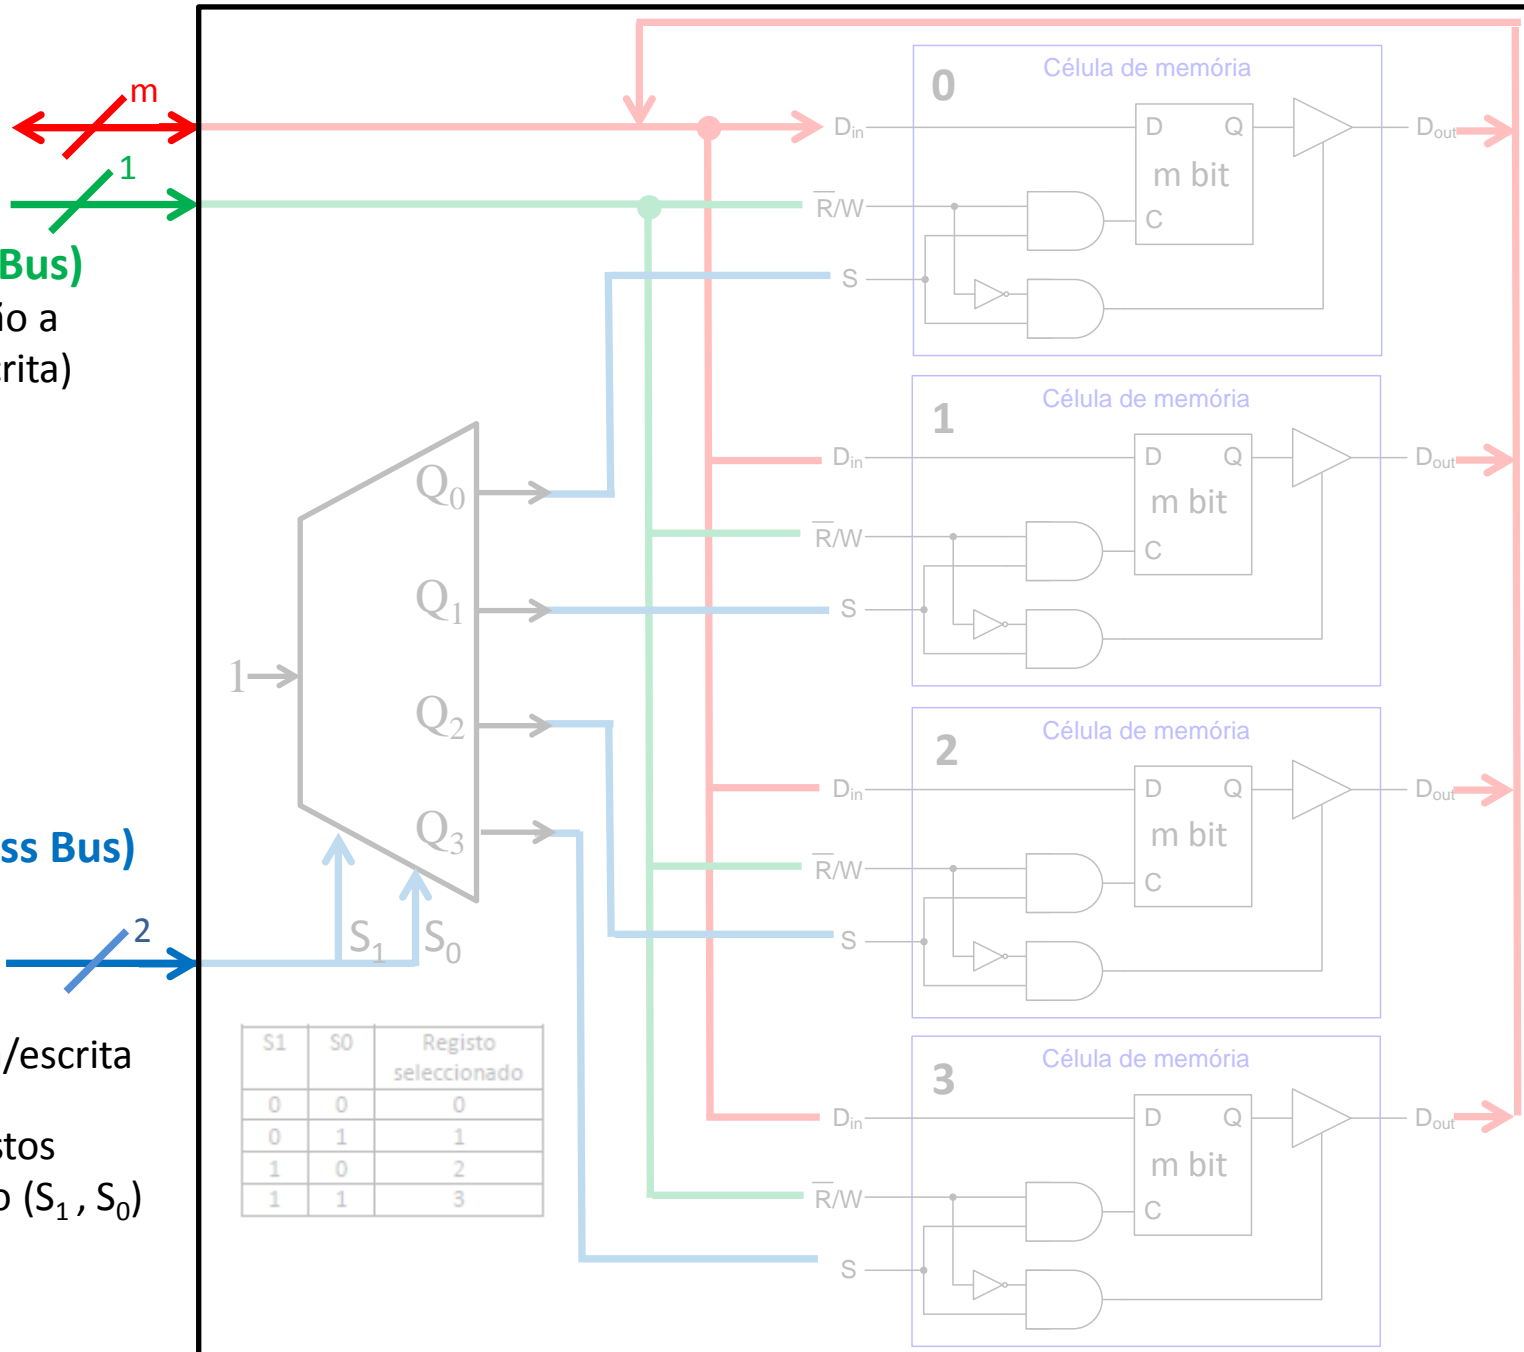 m
1
Bus)
ão a
crita)
ss Bus)
2
/escrita
stos
o (S1 , S0)
1
Q0
Q1
Q2
Q3
S1 S0
S1 S0 Registo seleccionado
0 0 0
0 1 1
1 0 2
1 1 3
0 Célula de memória
Din D Q Dout
m bit
R̅/W C
S
1 Célula de memória
Din D Q Dout
m bit
R̅/W C
S
2 Célula de memória
Din D Q Dout
m bit
R̅/W C
S
3 Célula de memória
Din D Q Dout
m bit
R̅/W C
S